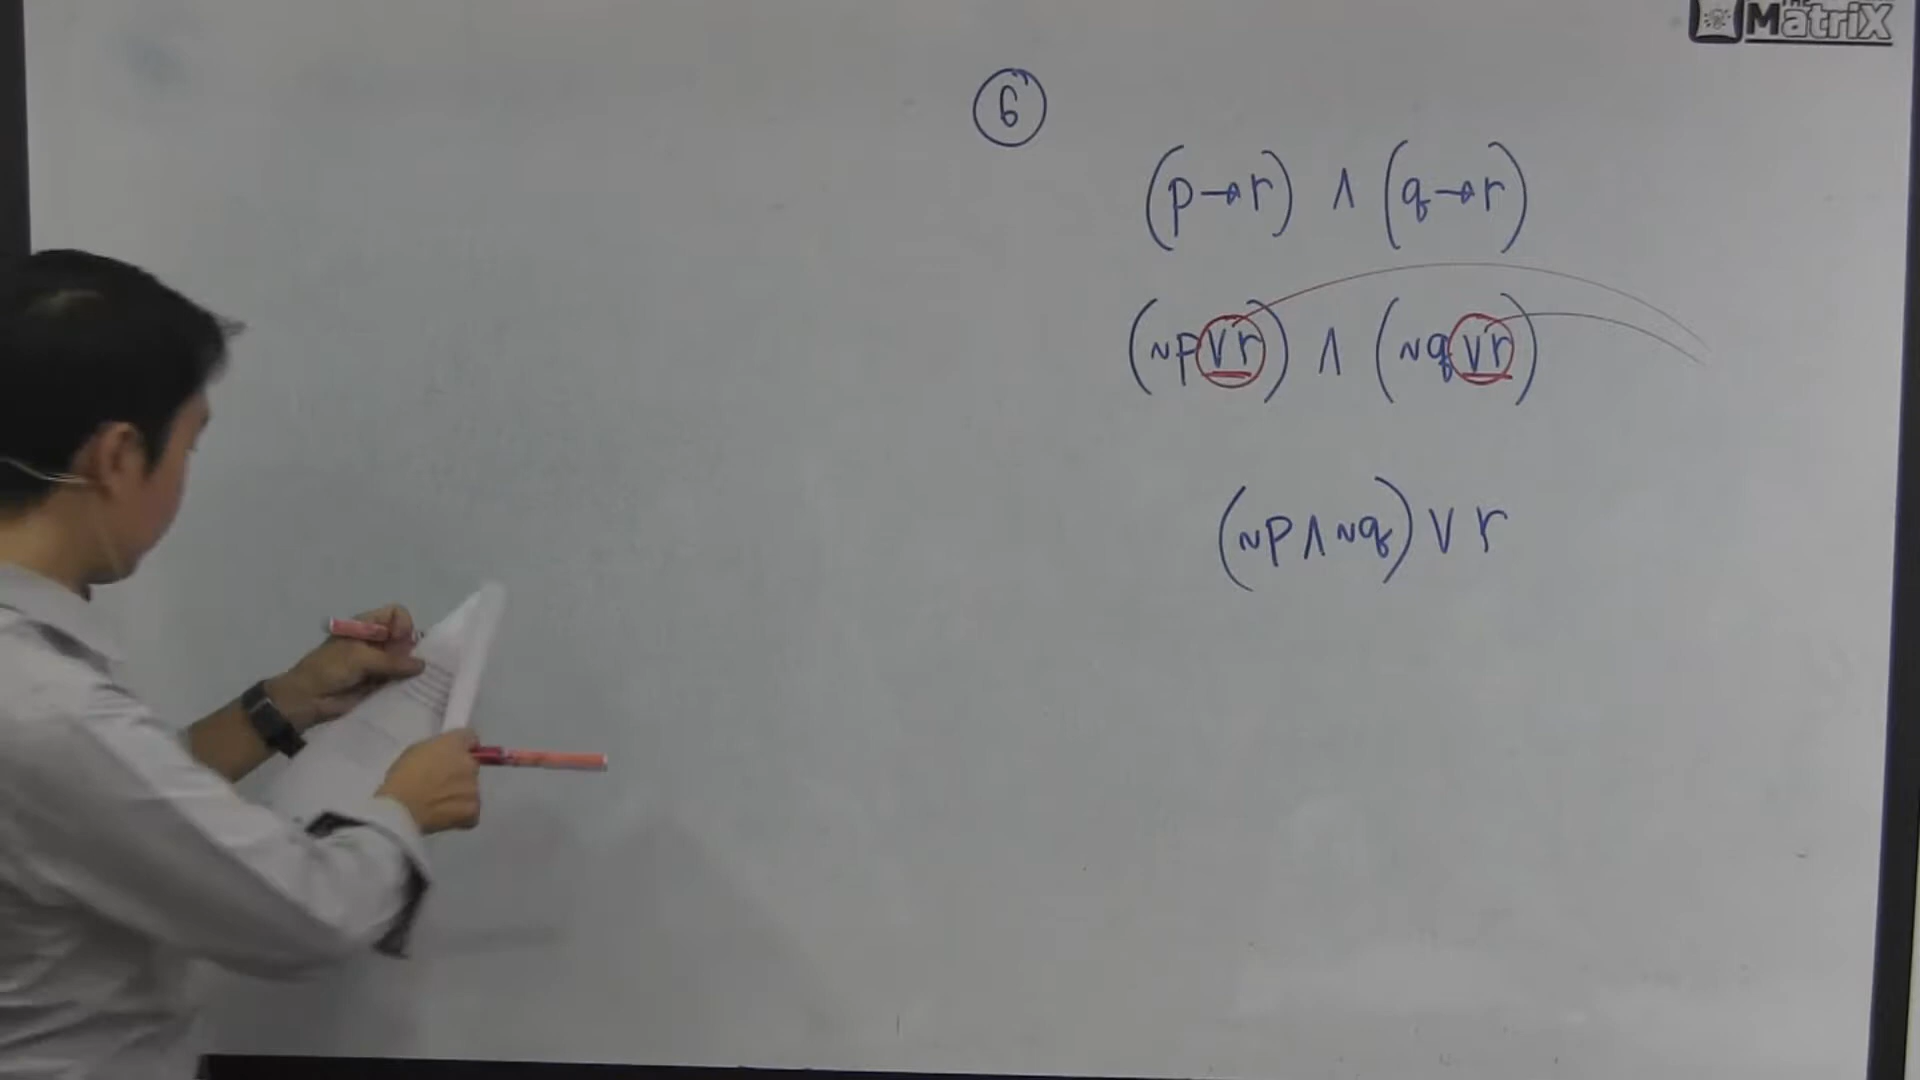 THE
MatriX
6
(p→r) ∧ (q→r)
(~p∨r) ∧ (~q∨r)
(~p∧~q)∨r